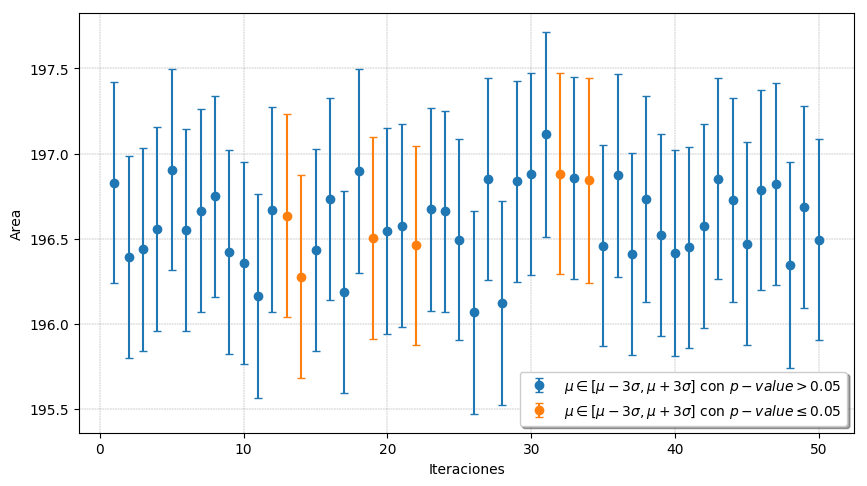 197.5
197.0
196.5
196.0
195.5
Area
0
10
20
30
40
50
Iteraciones
μ ∈ [μ − 3σ, μ + 3σ] con p − value > 0.05
μ ∈ [μ − 3σ, μ + 3σ] con p − value ≤ 0.05